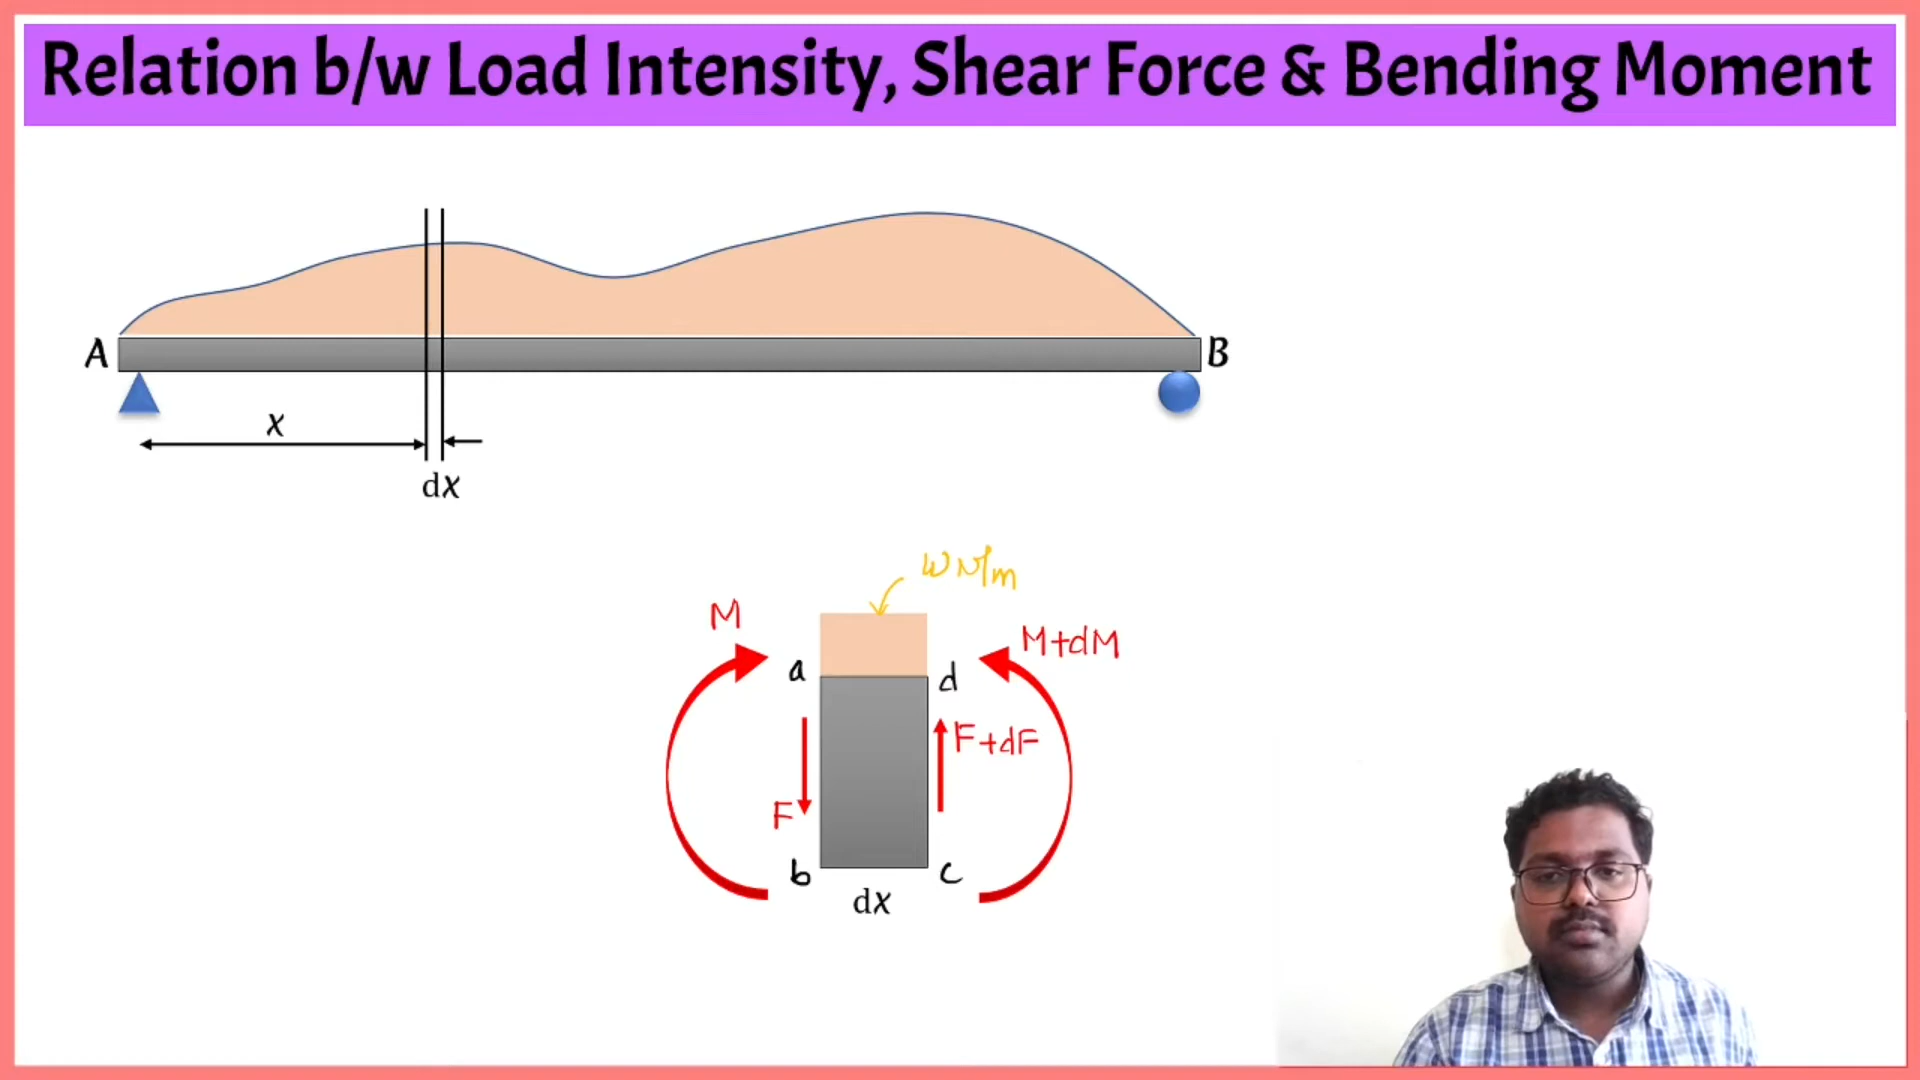 Relation b/w Load Intensity, Shear Force & Bending Moment
A
B
x
dx
w N/m
M
M+dM
a
d
F+dF
F
b
c
dx